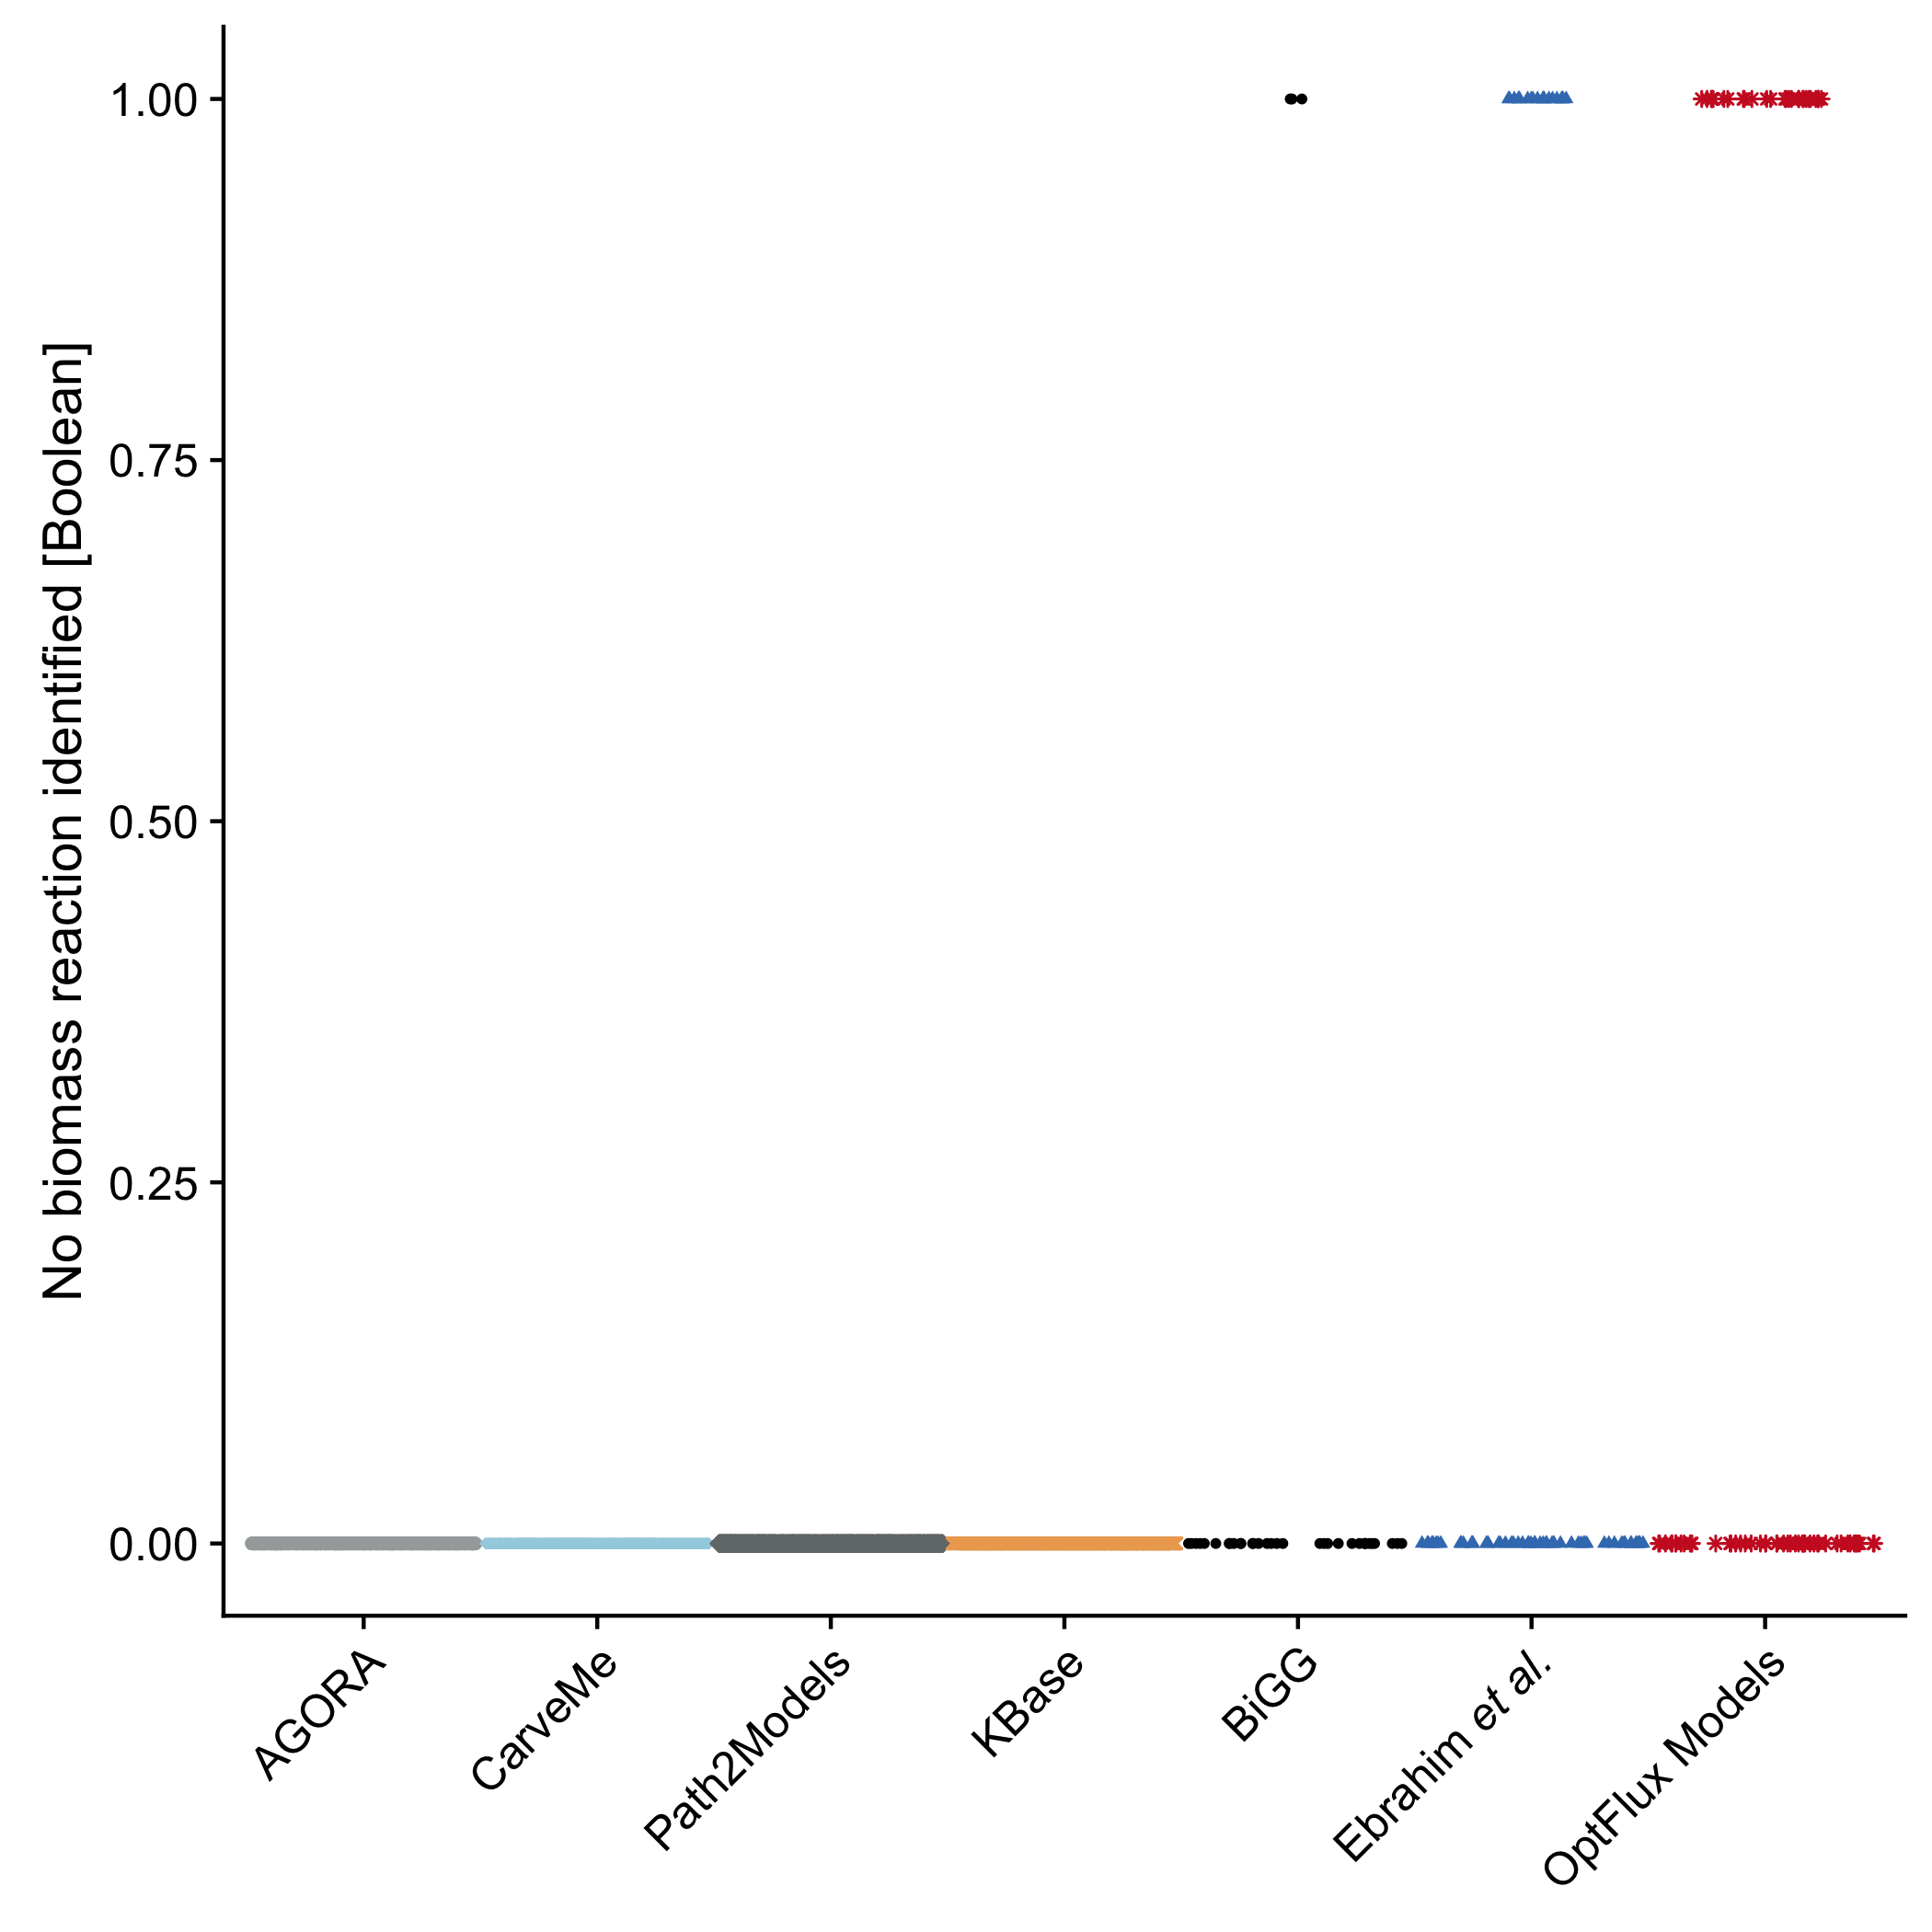 No biomass reaction identified [Boolean]
1.00
0.75
0.50
0.25
0.00
AGORA
CarveMe
Path2Models
KBase
BiGG
Ebrahim et al.
OptFlux Models